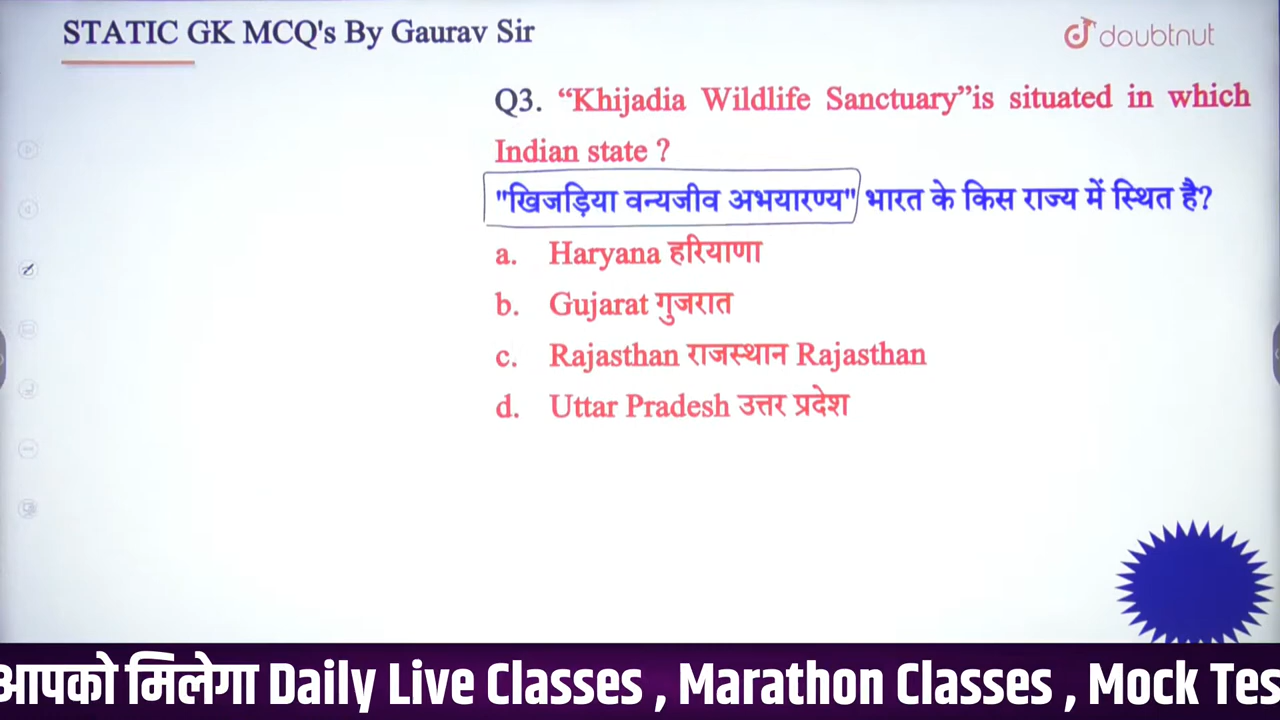 STATIC GK MCQ's By Gaurav Sir
doubtnut
Q3. “Khijadia Wildlife Sanctuary”is situated in which
Indian state ?
"खिजड़िया वन्यजीव अभयारण्य" भारत के किस राज्य में स्थित है?
a. Haryana हरियाणा
b. Gujarat गुजरात
c. Rajasthan राजस्थान Rajasthan
d. Uttar Pradesh उत्तर प्रदेश
आपको मिलेगा Daily Live Classes , Marathon Classes , Mock Tes